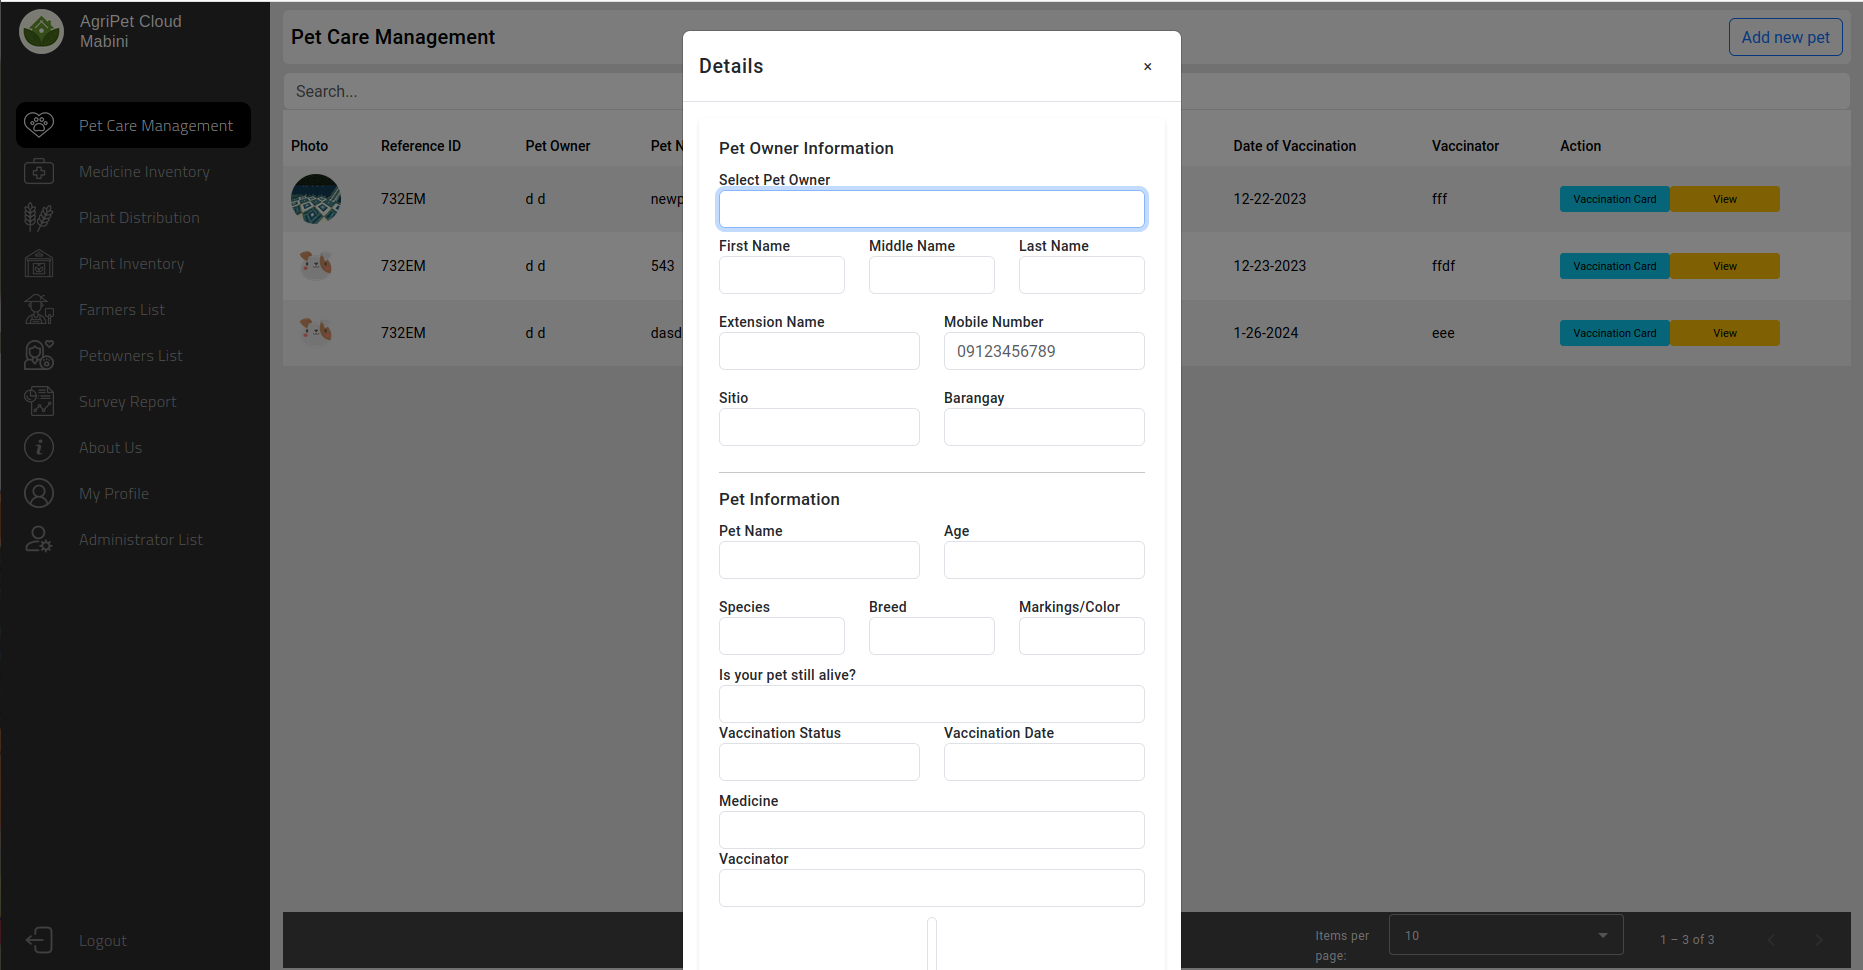 AgriPet Cloud
Mabini
Pet Care Management
Medicine Inventory
Plant Distribution
Plant Inventory
Farmers List
Petowners List
Survey Report
About Us
My Profile
Administrator List
Logout
Pet Care Management
Add new pet
Search...
Photo Reference ID Pet Owner Pet N Date of Vaccination Vaccinator Action
732EM d d newp 12-22-2023 fff Vaccination Card View
732EM d d 543 12-23-2023 ffdf Vaccination Card View
732EM d d dasd 1-26-2024 eee Vaccination Card View
Items per
page:
10
1 – 3 of 3
Details ×
Pet Owner Information
Select Pet Owner
First Name Middle Name Last Name
Extension Name Mobile Number
09123456789
Sitio Barangay
Pet Information
Pet Name Age
Species Breed Markings/Color
Is your pet still alive?
Vaccination Status Vaccination Date
Medicine
Vaccinator